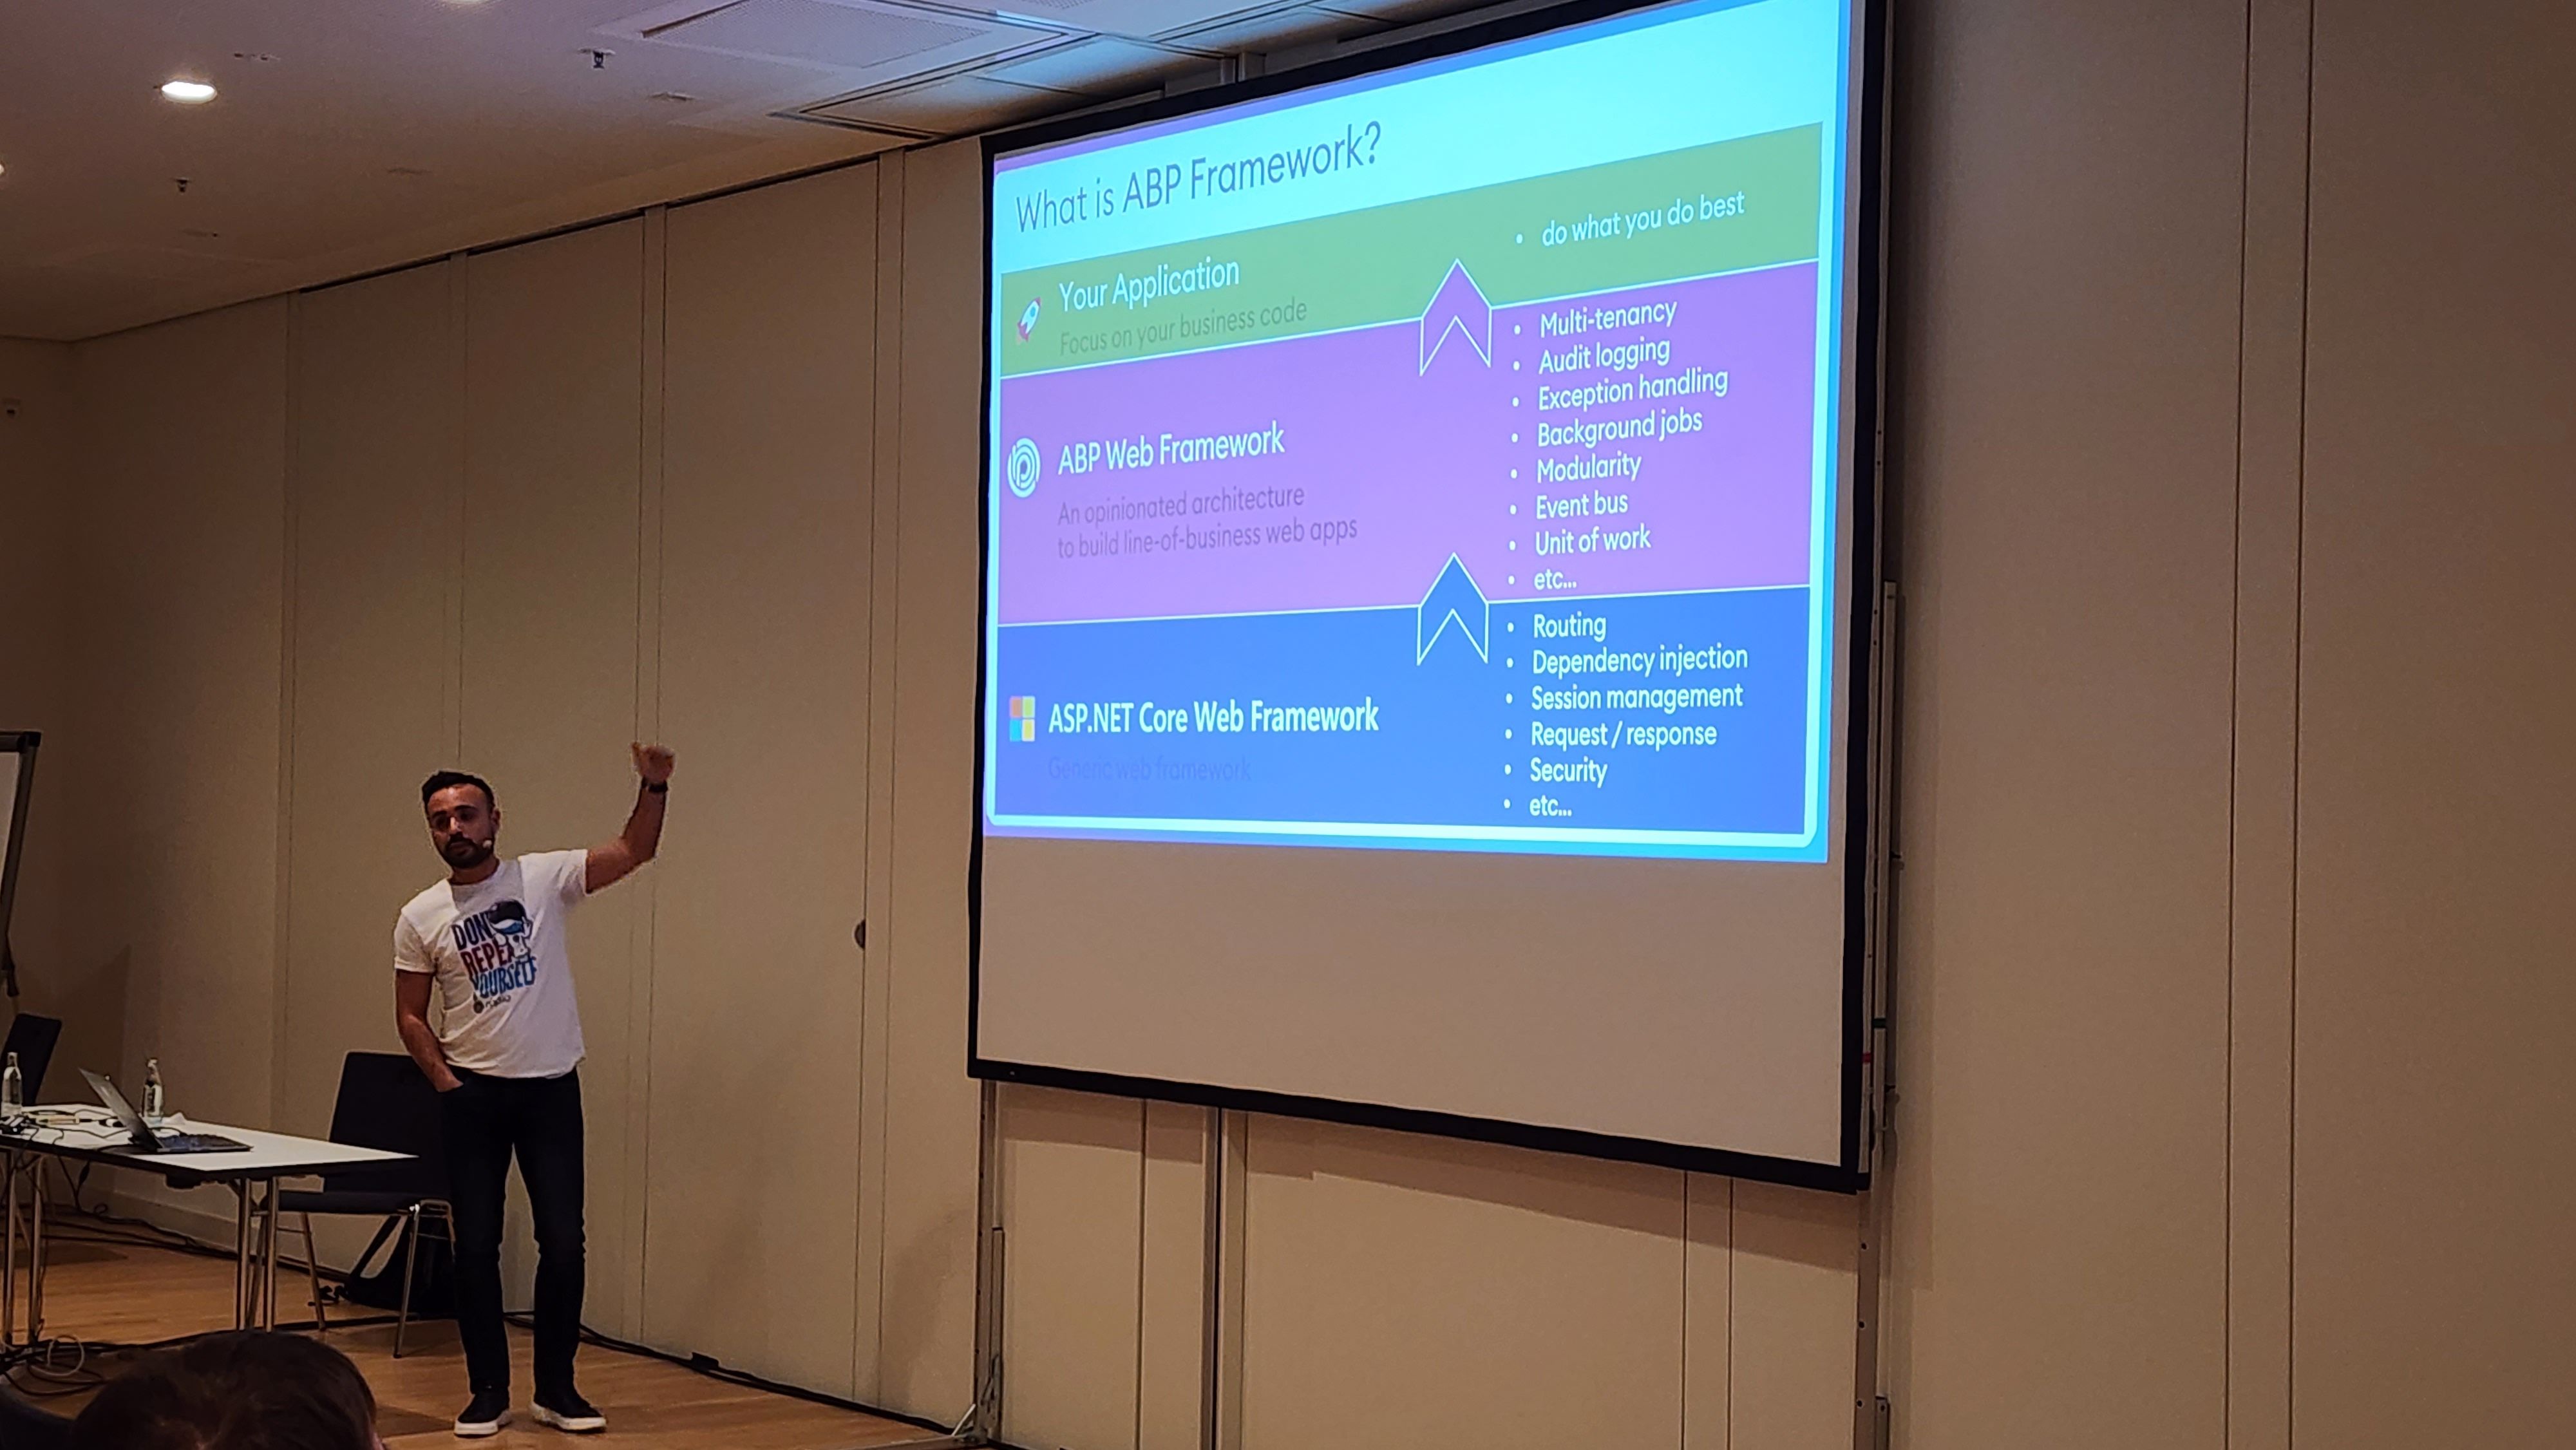 What is ABP Framework?
Your Application
Focus on your business code
• do what you do best
ABP Web Framework
An opinionated architecture
to build line-of-business web apps
• Multi-tenancy
• Audit logging
• Exception handling
• Background jobs
• Modularity
• Event bus
• Unit of work
• etc...
ASP.NET Core Web Framework
Generic web framework
• Routing
• Dependency injection
• Session management
• Request / response
• Security
• etc...
DON'
REPEA
YOURSELF